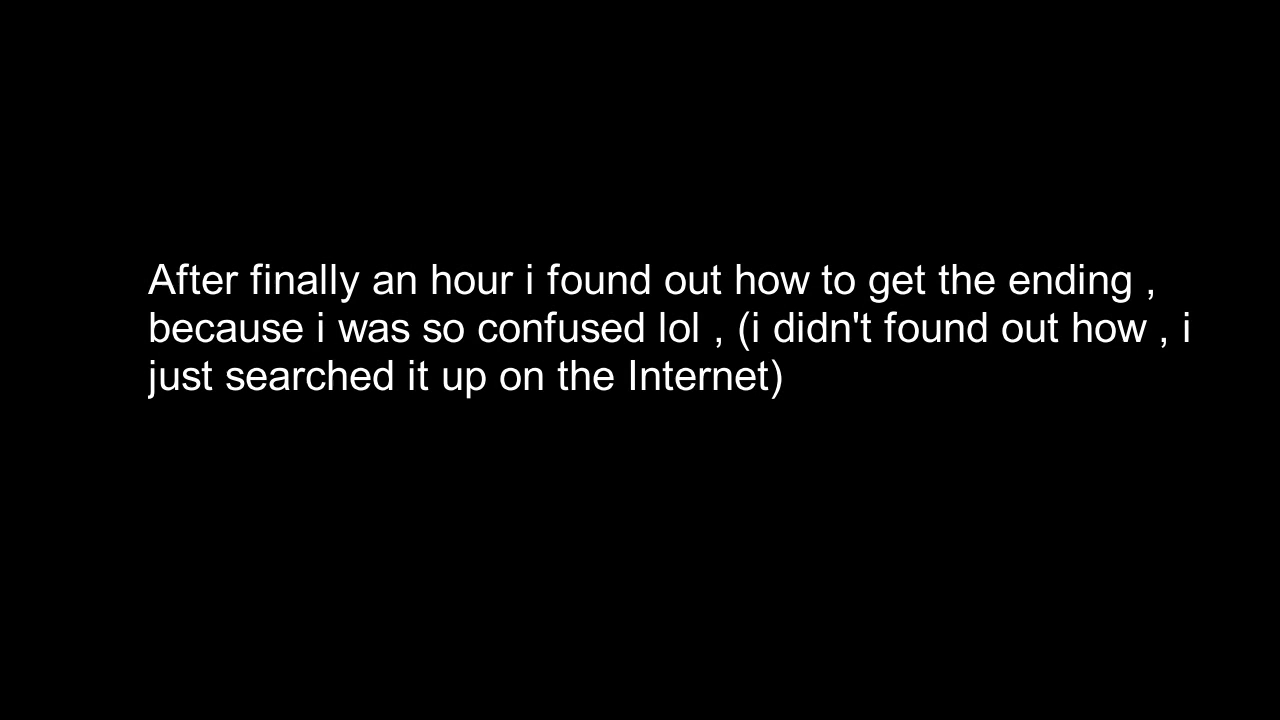 After finally an hour i found out how to get the ending ,
because i was so confused lol , (i didn't found out how , i
just searched it up on the Internet)